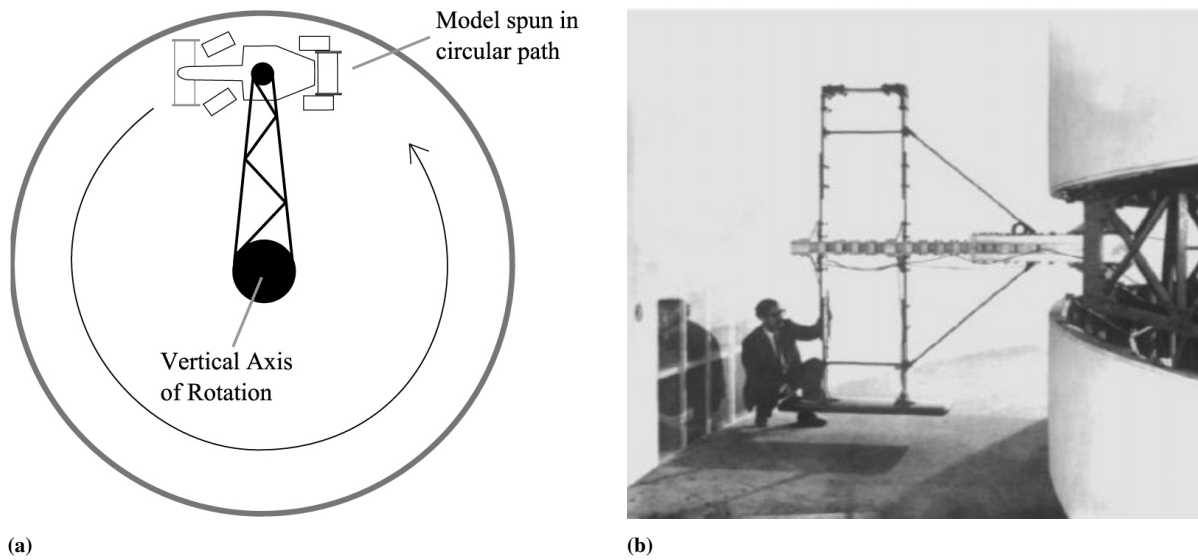 Model spun in
circular path
Vertical Axis
of Rotation
(a)
(b)